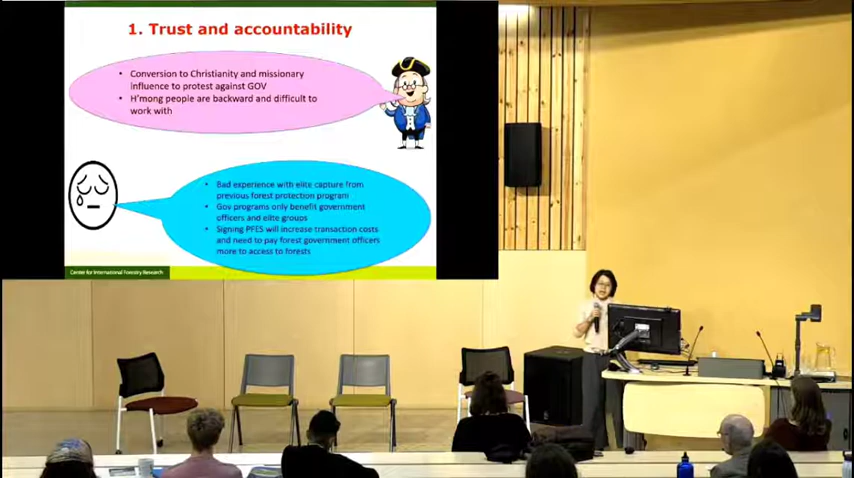 1. Trust and accountability
• Conversion to Christianity and missionary
influence to protest against GOV
• H'mong people are backward and difficult to
work with
• Bad experience with elite capture from
previous forest protection program
• Gov programs only benefit government
officers and elite groups
• Signing PFES will increase transaction costs
and need to pay forest government officers
more to access to forests
Center for International Forestry Research